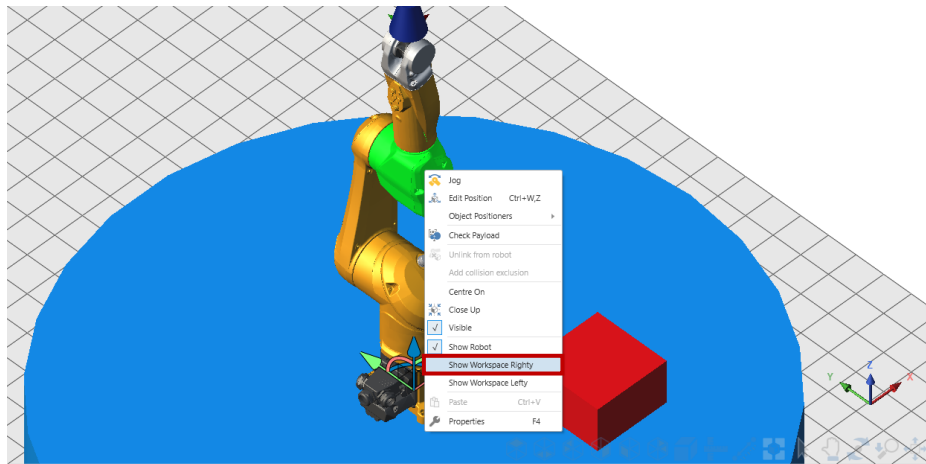 Jog
Edit Position Ctrl+W,Z
Object Positioners
Check Payload
Unlink from robot
Add collision exclusion
Centre On
Close Up
Visible
Show Robot
Show Workspace Righty
Show Workspace Lefty
Paste Ctrl+V
Properties F4
Z
Y X